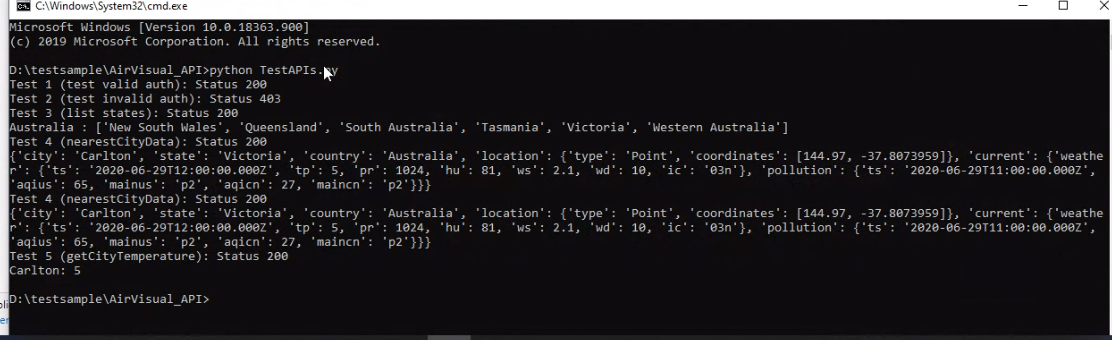 C:\Windows\System32\cmd.exe
Microsoft Windows [Version 10.0.18363.900]
(c) 2019 Microsoft Corporation. All rights reserved.
D:\testsample\AirVisual_API>python TestAPIs.py
Test 1 (test valid auth): Status 200
Test 2 (test invalid auth): Status 403
Test 3 (list states): Status 200
Australia : ['New South Wales', 'Queensland', 'South Australia', 'Tasmania', 'Victoria', 'Western Australia']
Test 4 (nearestCityData): Status 200
{'city': 'Carlton', 'state': 'Victoria', 'country': 'Australia', 'location': {'type': 'Point', 'coordinates': [144.97, -37.8073959]}, 'current': {'weathe
r': {'ts': '2020-06-29T12:00:00.000Z', 'tp': 5, 'pr': 1024, 'hu': 81, 'ws': 2.1, 'wd': 10, 'ic': '03n'}, 'pollution': {'ts': '2020-06-29T11:00:00.000Z',
'aqius': 65, 'mainus': 'p2', 'aqicn': 27, 'maincn': 'p2'}}}
Test 4 (nearestCityData): Status 200
{'city': 'Carlton', 'state': 'Victoria', 'country': 'Australia', 'location': {'type': 'Point', 'coordinates': [144.97, -37.8073959]}, 'current': {'weathe
r': {'ts': '2020-06-29T12:00:00.000Z', 'tp': 5, 'pr': 1024, 'hu': 81, 'ws': 2.1, 'wd': 10, 'ic': '03n'}, 'pollution': {'ts': '2020-06-29T11:00:00.000Z',
'aqius': 65, 'mainus': 'p2', 'aqicn': 27, 'maincn': 'p2'}}}
Test 5 (getCityTemperature): Status 200
Carlton: 5
D:\testsample\AirVisual_API>